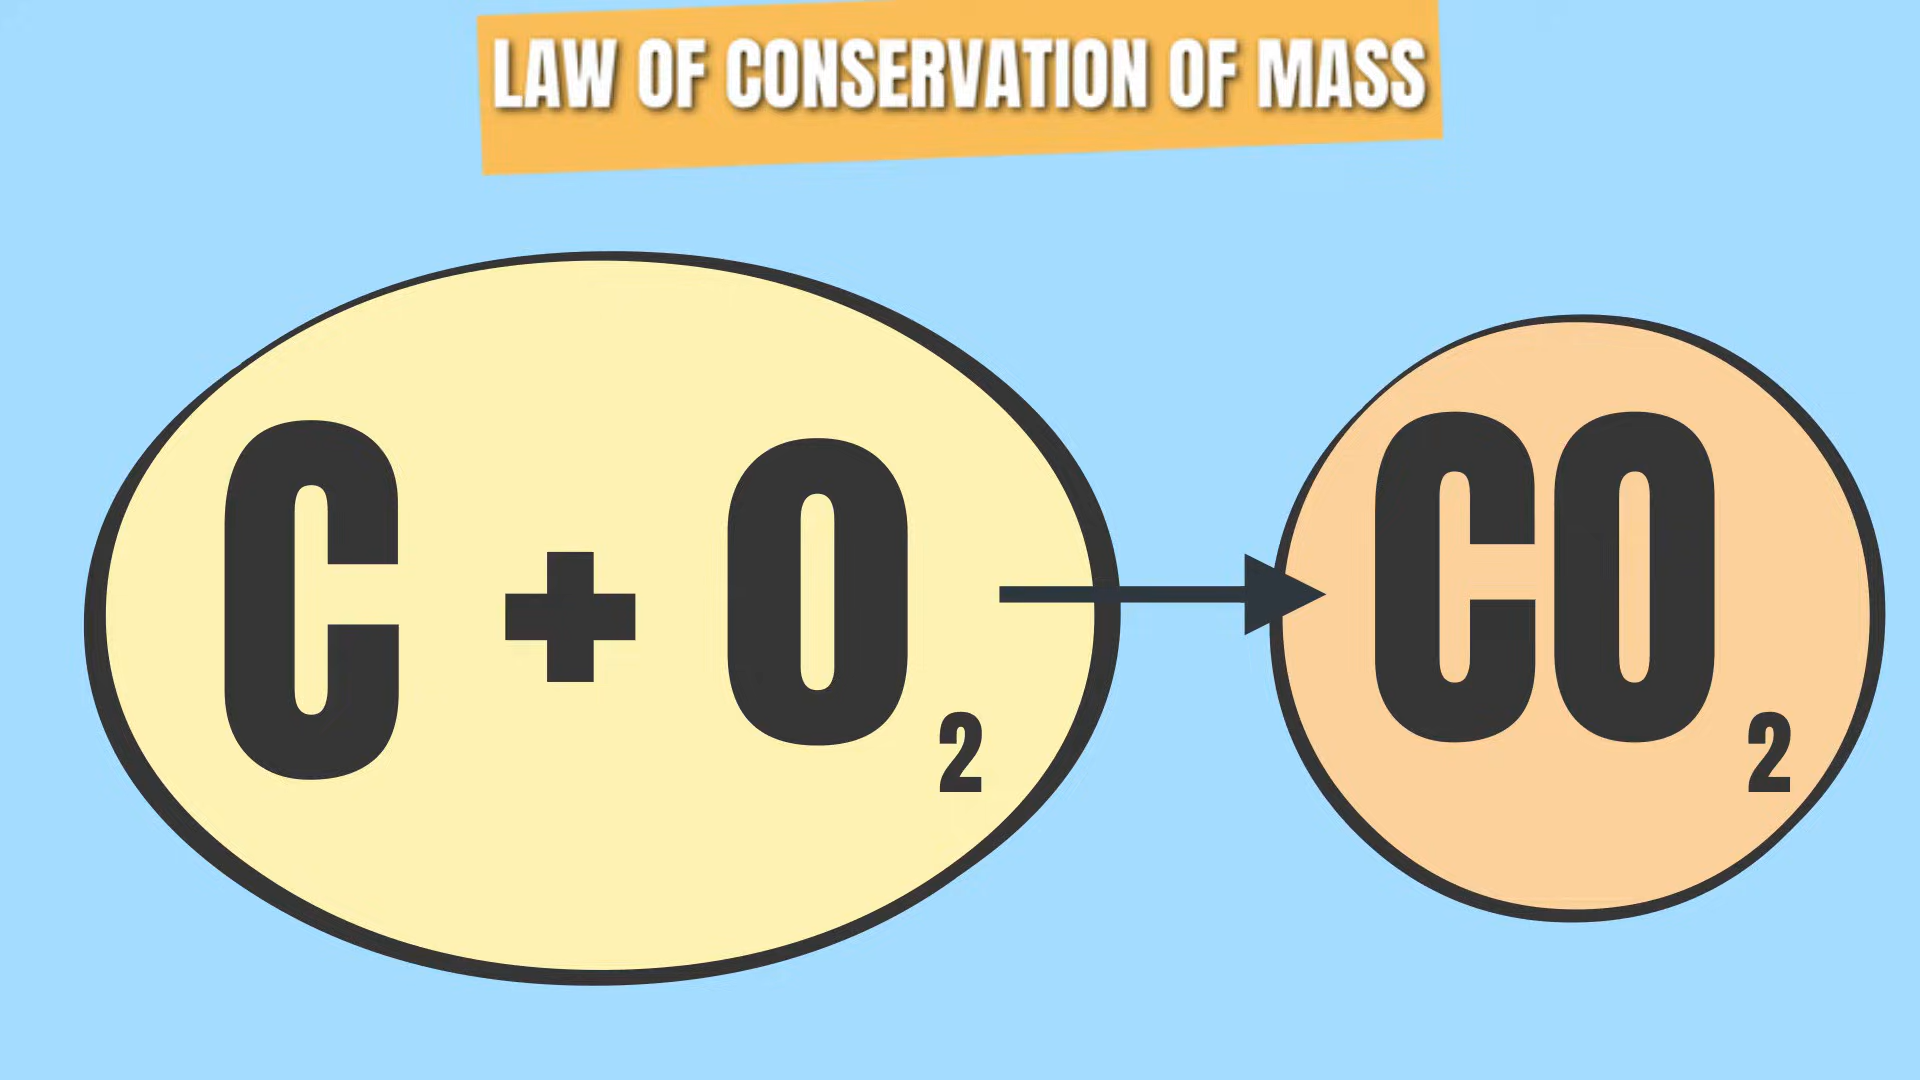 LAW OF CONSERVATION OF MASS
C + O₂ → CO₂